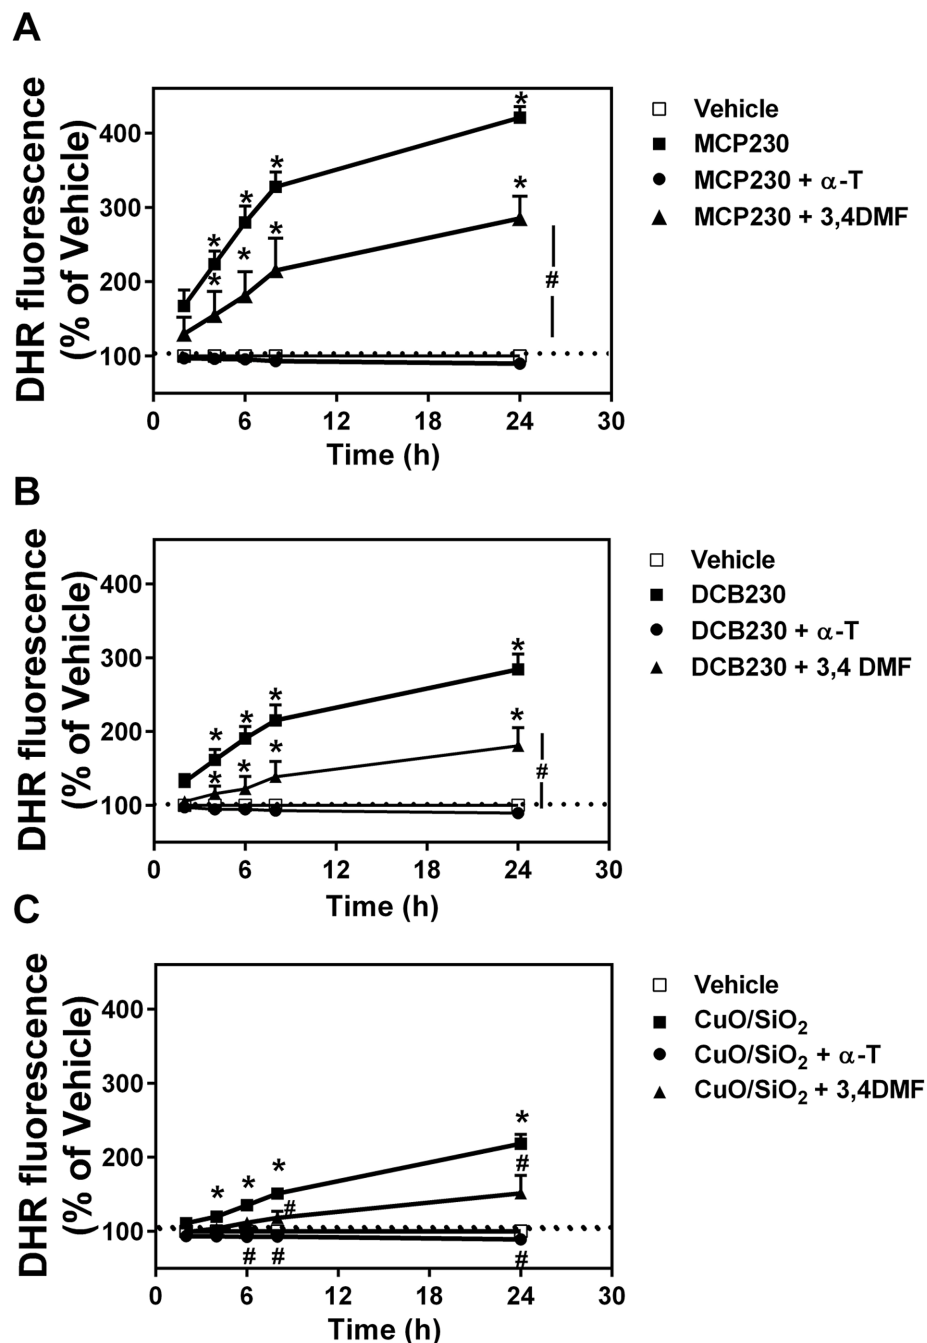 A
DHR fluorescence
(% of Vehicle)
400
300
200
100
* * * * *
* * * *
#
0 6 12 18 24 30
Time (h)
Vehicle
MCP230
MCP230 + α-T
MCP230 + 3,4DMF
B
DHR fluorescence
(% of Vehicle)
400
300
200
100
* * * *
* * * *
#
0 6 12 18 24 30
Time (h)
Vehicle
DCB230
DCB230 + α-T
DCB230 + 3,4 DMF
C
DHR fluorescence
(% of Vehicle)
400
300
200
100
* * * *
# #
# # #
0 6 12 18 24 30
Time (h)
Vehicle
CuO/SiO₂
CuO/SiO₂ + α-T
CuO/SiO₂ + 3,4DMF